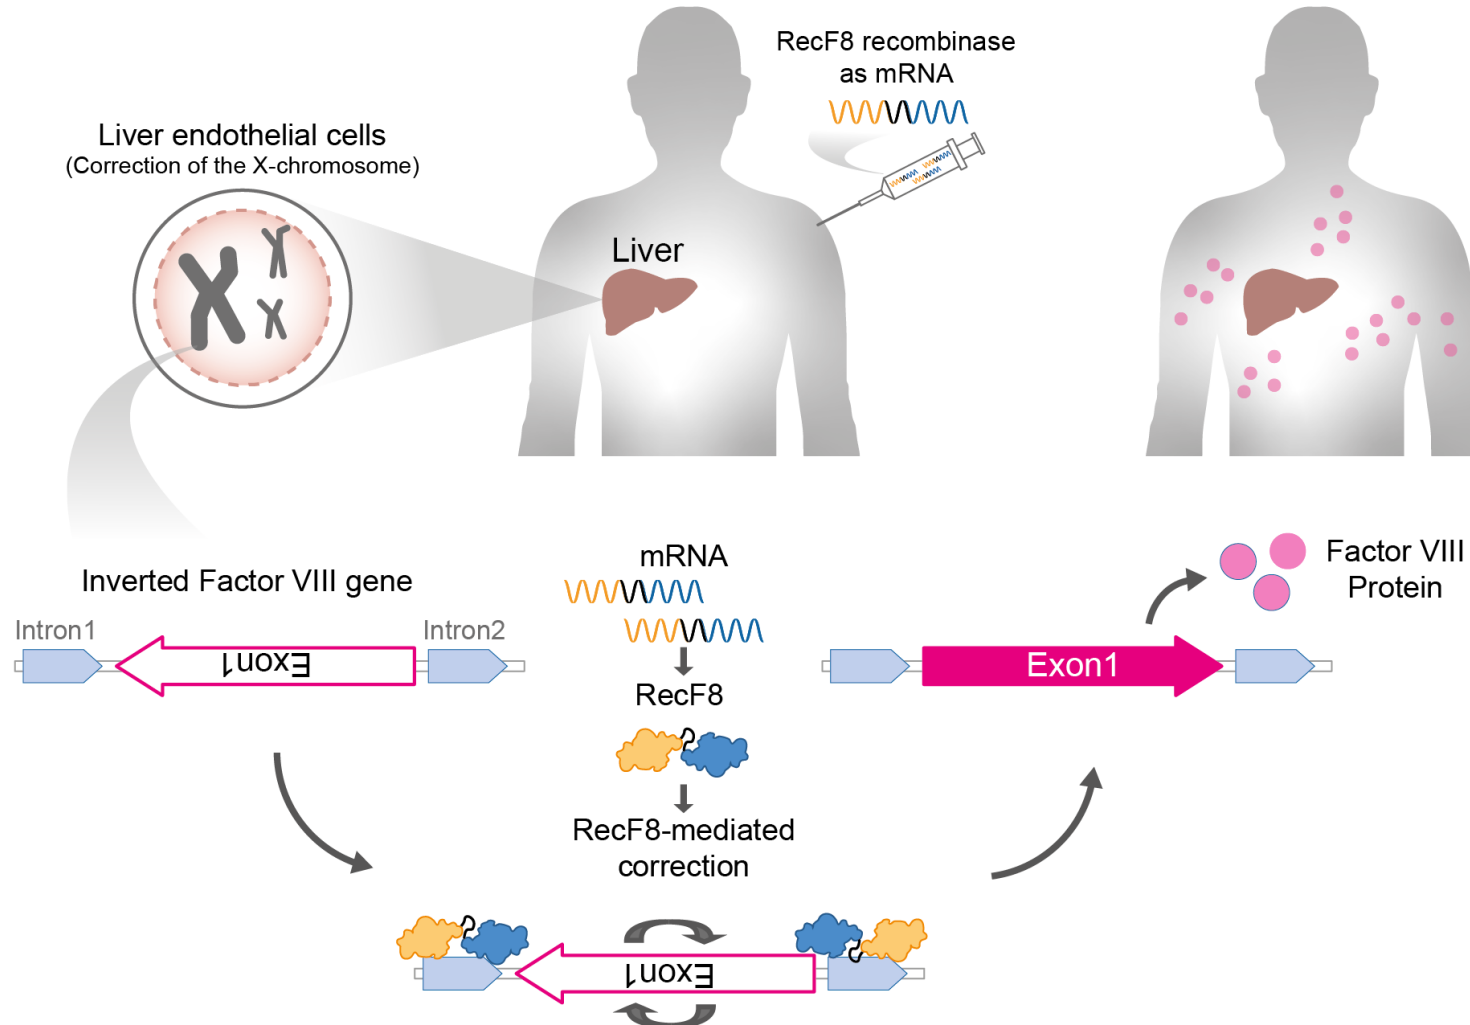 RecF8 recombinase
as mRNA
Liver endothelial cells
(Correction of the X-chromosome)
Liver
Inverted Factor VIII gene
Intron1
Exon1
Intron2
mRNA
RecF8
RecF8-mediated
correction
Exon1
Exon1
Factor VIII
Protein